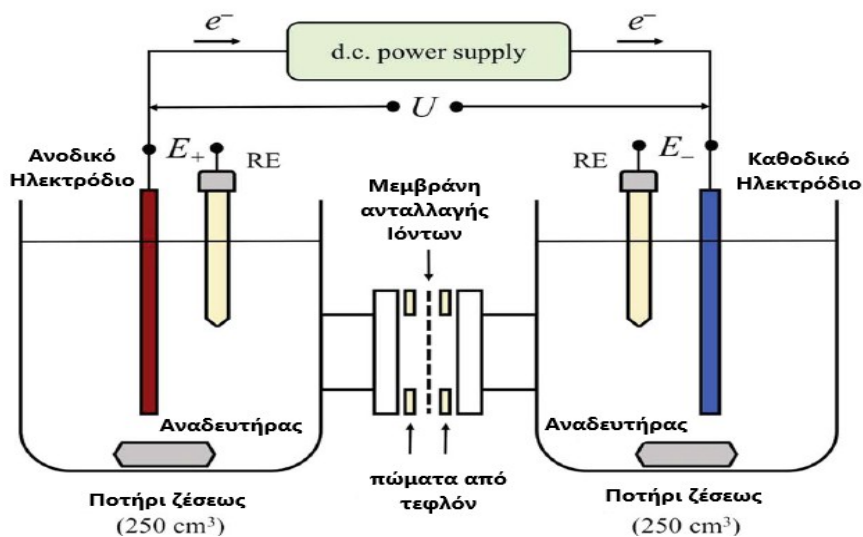 e⁻
d.c. power supply
e⁻
U
Ανοδικό
Ηλεκτρόδιο
E₊
RE
Μεμβράνη
ανταλλαγής
Ιόντων
RE
E₋
Καθοδικό
Ηλεκτρόδιο
Αναδευτήρας
Αναδευτήρας
πώματα από
τεφλόν
Ποτήρι ζέσεως
(250 cm³)
Ποτήρι ζέσεως
(250 cm³)